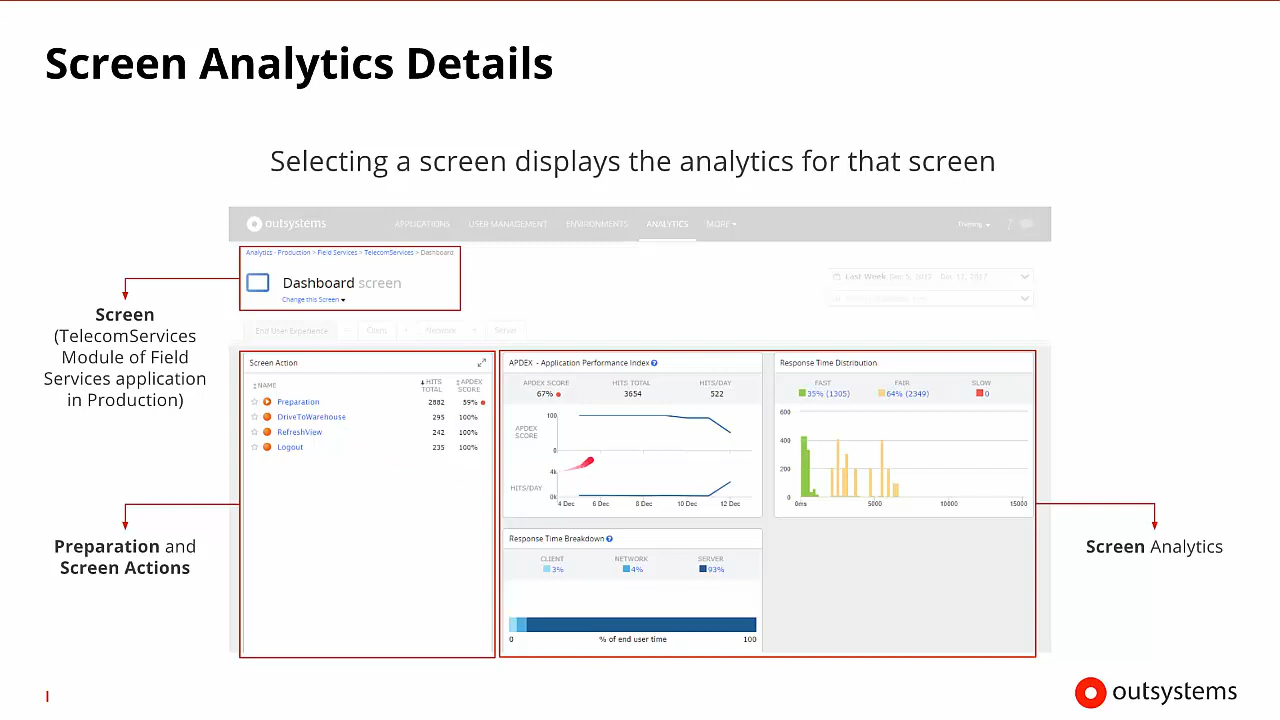 Screen Analytics Details
Selecting a screen displays the analytics for that screen
outsystems
APPLICATIONS
USER MANAGEMENT
ENVIRONMENTS
ANALYTICS
MORE
Training
Analytics - Production > Field Services > TelecomServices > Dashboard
Dashboard screen
Change this Screen
Last Week Dec 5, 2017 - Dec 12, 2017
End User Experience
=
Client
+
Network
+
Server
Screen
(TelecomServices
Module of Field
Services application
in Production)
Screen Action
NAME
HITS
TOTAL
APDEX
SCORE
Preparation 2882 59%
DriveToWarehouse 295 100%
RefreshView 242 100%
Logout 235 100%
Preparation and
Screen Actions
APDEX - Application Performance Index
APDEX SCORE HITS TOTAL HITS/DAY
67% 3654 522
100
APDEX
SCORE
0
4k
HITS/DAY
0k
4 Dec 6 Dec 8 Dec 10 Dec 12 Dec
Response Time Distribution
FAST FAIR SLOW
35% (1305) 64% (2349) 0
600
400
200
0
0ms 5000 10000 15000
Response Time Breakdown
CLIENT NETWORK SERVER
3% 4% 93%
0 % of end user time 100
Screen Analytics
outsystems